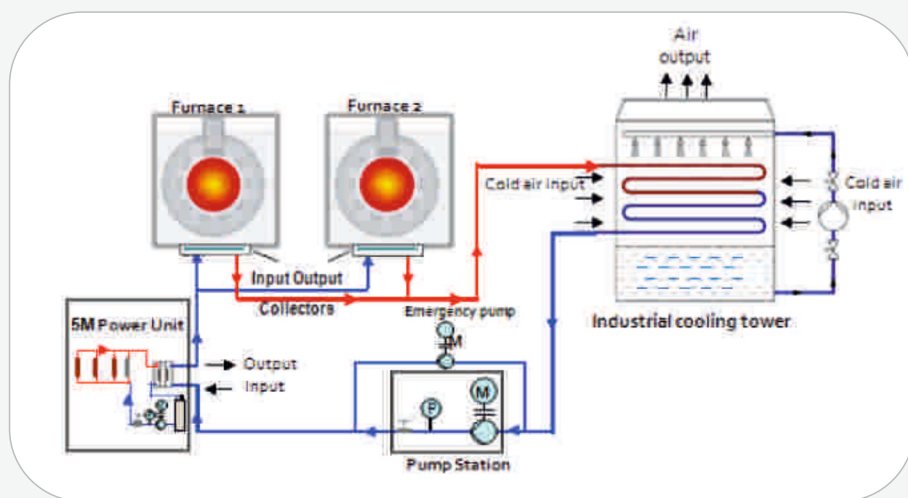 Air
output
Furnace 1
Furnace 2
Cold air input
Cold air
input
Input Output
Collectors
Emergency pump
M
Industrial cooling tower
5M Power Unit
Output
Input
P
M
Pump Station